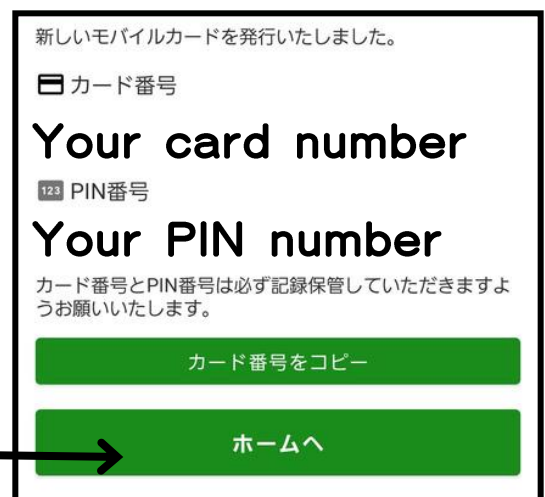 新しいモバイルカードを発行いたしました。
カード番号
Your card number
123 PIN番号
Your PIN number
カード番号とPIN番号は必ず記録保管していただきますよ
うお願いいたします。
カード番号をコピー
ホームへ